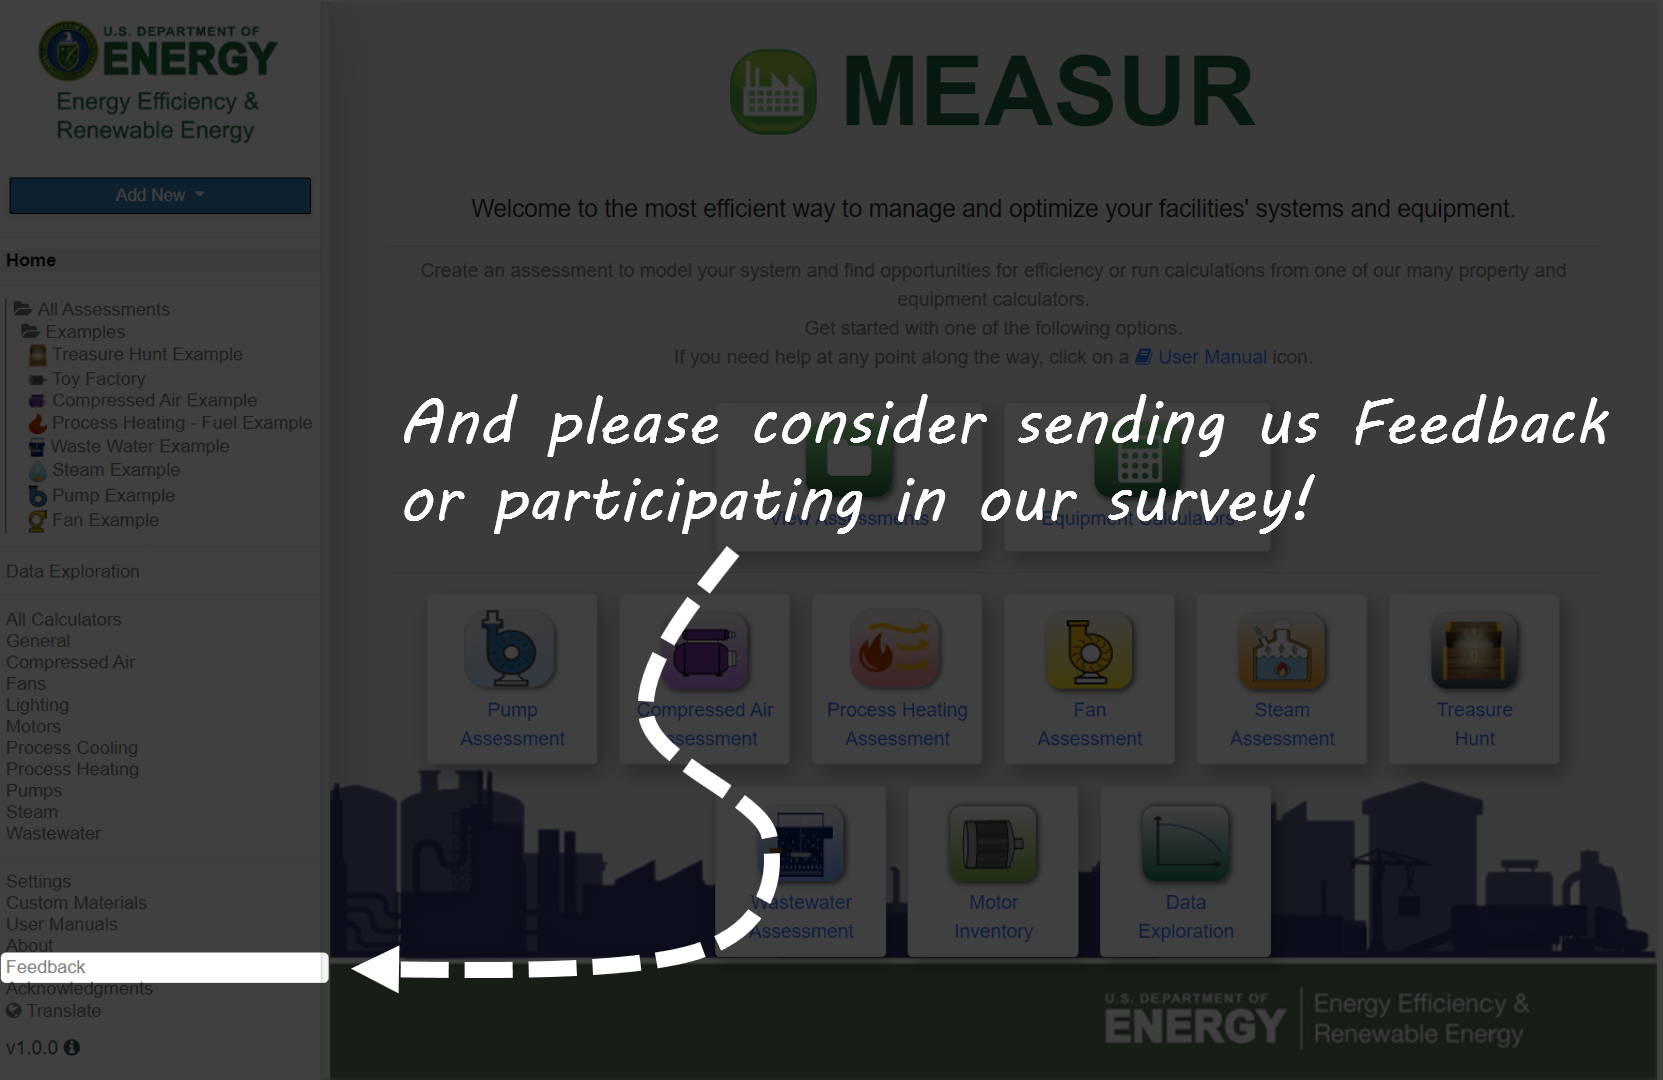 U.S. DEPARTMENT OF
ENERGY
Energy Efficiency &
Renewable Energy
Add New
Home
All Assessments
Examples
Treasure Hunt Example
Toy Factory
Compressed Air Example
Process Heating - Fuel Example
Waste Water Example
Steam Example
Pump Example
Fan Example
Data Exploration
All Calculators
General
Compressed Air
Fans
Lighting
Motors
Process Cooling
Process Heating
Pumps
Steam
Wastewater
Settings
Custom Materials
User Manuals
About
Feedback
Acknowledgments
Translate
v1.0.0
MEASUR
Welcome to the most efficient way to manage and optimize your facilities' systems and equipment.
Create an assessment to model your system and find opportunities for efficiency or run calculations from one of our many property and
equipment calculators.
Get started with one of the following options.
If you need help at any point along the way, click on a User Manual icon.
And please consider sending us Feedback
or participating in our survey!
View Assessments
Equipment Calculators
Pump
Assessment
Compressed Air
Assessment
Process Heating
Assessment
Fan
Assessment
Steam
Assessment
Treasure
Hunt
Wastewater
Assessment
Motor
Inventory
Data
Exploration
U.S. DEPARTMENT OF
ENERGY
Energy Efficiency &
Renewable Energy